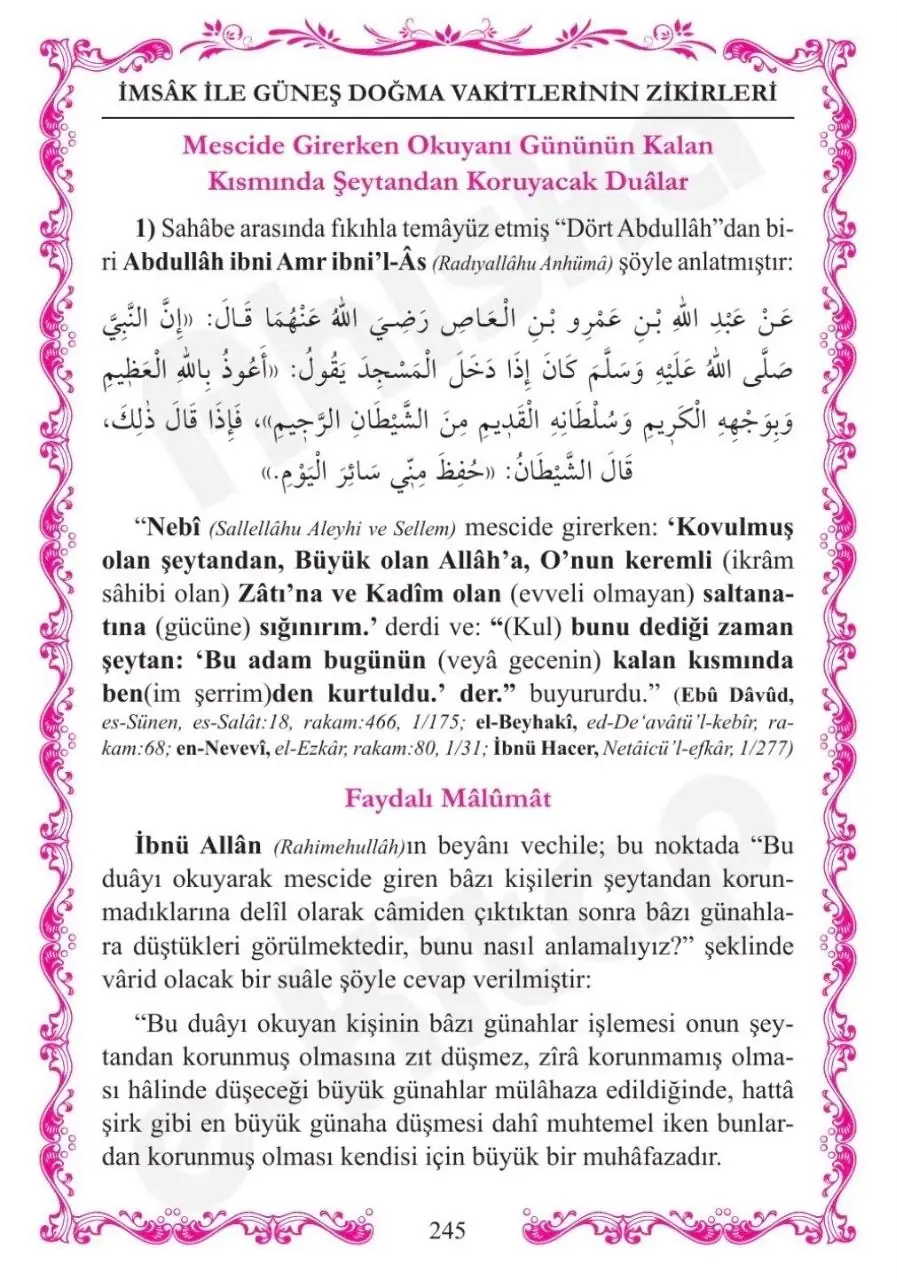 İMSÂK İLE GÜNEŞ DOĞMA VAKİTLERİNİN ZİKİRLERİ
Mescide Girerken Okuyanı Gününün Kalan
Kısmında Şeytandan Koruyacak Duâlar
1) Sahâbe arasında fıkıhla temâyüz etmiş “Dört Abdullâh”dan bi-
ri Abdullâh ibni Amr ibni’l-Âs (Radıyallâhu Anhümâ) şöyle anlatmıştır:
عَنْ عَبْدِ اللهِ بْنِ عَمْرِو بْنِ الْعَاصِ رَضِيَ اللهُ عَنْهُمَا قَالَ: «إِنَّ النَّبِيَّ
صَلَّى اللهُ عَلَيْهِ وَسَلَّمَ كَانَ إِذَا دَخَلَ الْمَسْجِدَ يَقُولُ: «أَعُوذُ بِاللهِ الْعَظِيمِ
وَبِوَجْهِهِ الْكَرِيمِ وَسُلْطَانِهِ الْقَدِيمِ مِنَ الشَّيْطَانِ الرَّجِيمِ»، فَإِذَا قَالَ ذٰلِكَ،
قَالَ الشَّيْطَانُ: «حُفِظَ مِنِّي سَائِرَ الْيَوْمِ.»
“Nebî (Sallellâhu Aleyhi ve Sellem) mescide girerken: ‘Kovulmuş
olan şeytandan, Büyük olan Allâh’a, O’nun keremli (ikrâm
sâhibi olan) Zâtı’na ve Kadîm olan (evveli olmayan) saltana-
tına (gücüne) sığınırım.’ derdi ve: “(Kul) bunu dediği zaman
şeytan: ‘Bu adam bugünün (veyâ gecenin) kalan kısmında
ben(im şerrim)den kurtuldu.’ der.” buyururdu.” (Ebû Dâvûd,
es-Sünen, es-Salât:18, rakam:466, 1/175; el-Beyhakî, ed-De‘avâtü’l-kebîr, ra-
kam:68; en-Nevevî, el-Ezkâr, rakam:80, 1/31; İbnü Hacer, Netâicü’l-efkâr, 1/277)
Faydalı Mâlûmât
İbnü Allân (Rahimehullâh)ın beyânı vechile; bu noktada “Bu
duâyı okuyarak mescide giren bâzı kişilerin şeytandan korun-
madıklarına delîl olarak câmiden çıktıktan sonra bâzı günahla-
ra düştükleri görülmektedir, bunu nasıl anlamalıyız?” şeklinde
vârid olacak bir suâle şöyle cevap verilmiştir:
“Bu duâyı okuyan kişinin bâzı günahlar işlemesi onun şey-
tandan korunmuş olmasına zıt düşmez, zîrâ korunmamış olma-
sı hâlinde düşeceği büyük günahlar mülâhaza edildiğinde, hattâ
şirk gibi en büyük günaha düşmesi dahî muhtemel iken bunlar-
dan korunmuş olması kendisi için büyük bir muhâfazadır.
245